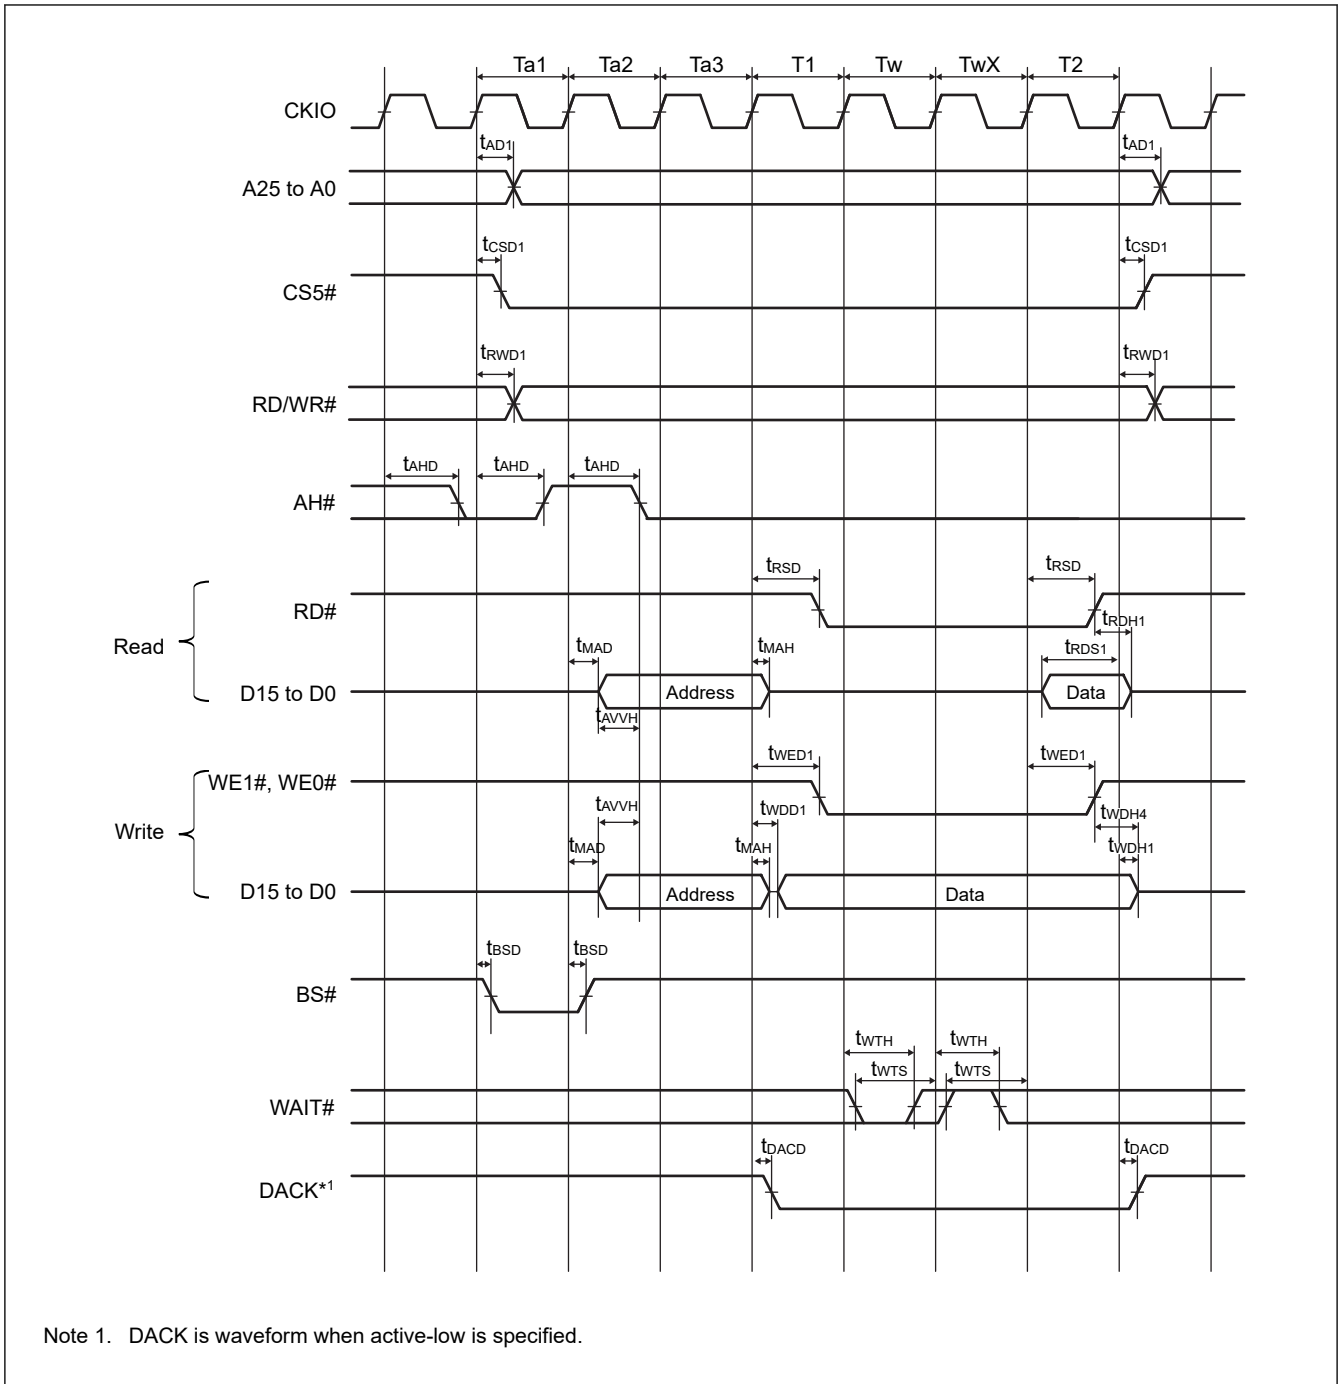 Ta1 Ta2 Ta3 T1 Tw TwX T2
CKIO
tAD1 tAD1
A25 to A0
tCSD1 tCSD1
CS5#
tRWD1 tRWD1
RD/WR#
tAHD tAHD tAHD
AH#
tRSD tRSD
RD#
tRDH1
Read
tMAD tMAH tRDS1
D15 to D0 Address Data
tAVVH
tWED1 tWED1
WE1#, WE0#
tAVVH tWDD1 tWDH4
Write
tMAD tMAH tWDH1
D15 to D0 Address Data
tBSD tBSD
BS#
tWTH tWTH
tWTS tWTS
WAIT#
tDACD tDACD
DACK*1
Note 1. DACK is waveform when active-low is specified.